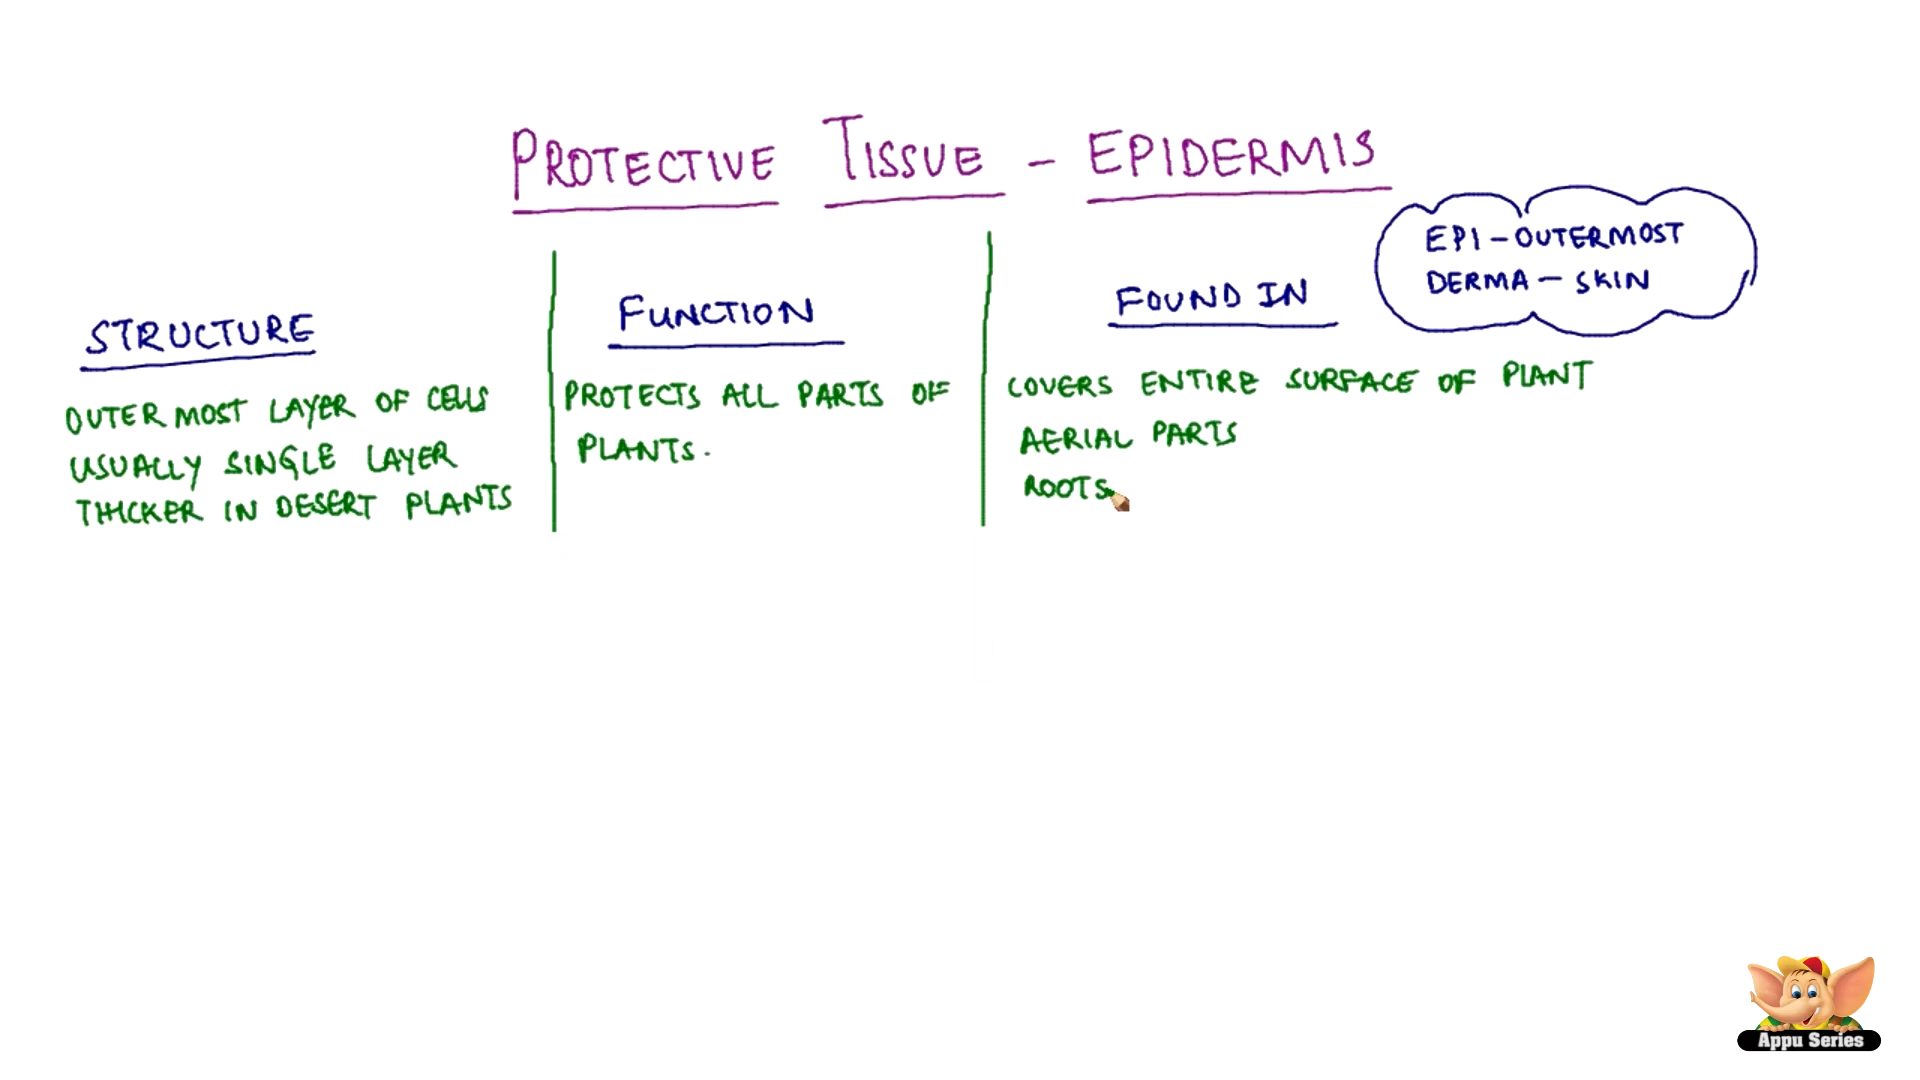 PROTECTIVE TISSUE - EPIDERMIS
EPI - OUTERMOST
DERMA - SKIN
STRUCTURE
OUTER MOST LAYER OF CELLS
USUALLY SINGLE LAYER
THICKER IN DESERT PLANTS
FUNCTION
PROTECTS ALL PARTS OF
PLANTS.
FOUND IN
COVERS ENTIRE SURFACE OF PLANT
AERIAL PARTS
ROOTS
Appu Series